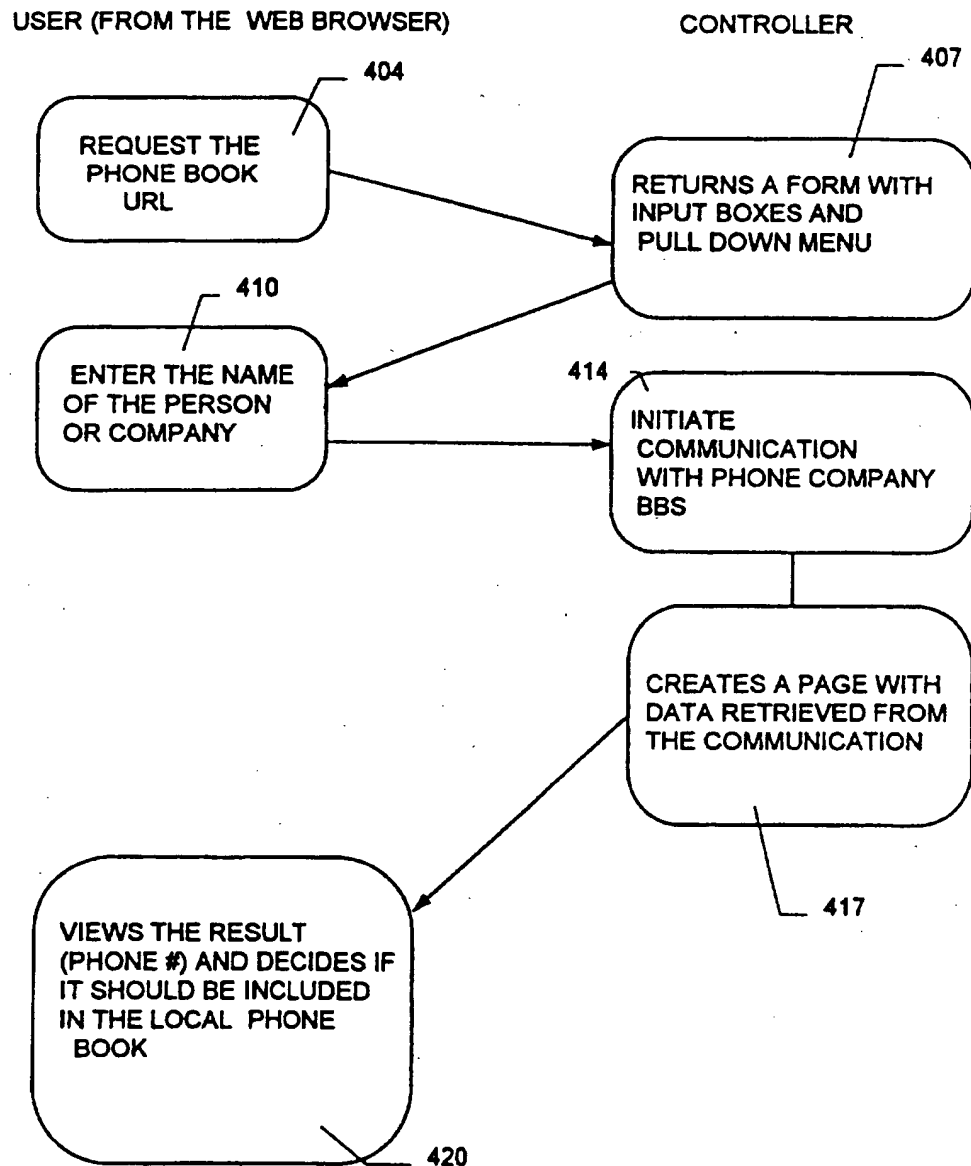 USER (FROM THE WEB BROWSER)
CONTROLLER
404
407
REQUEST THE
PHONE BOOK
URL
RETURNS A FORM WITH
INPUT BOXES AND
PULL DOWN MENU
410
ENTER THE NAME
OF THE PERSON
OR COMPANY
414
INITIATE
COMMUNICATION
WITH PHONE COMPANY
BBS
CREATES A PAGE WITH
DATA RETRIEVED FROM
THE COMMUNICATION
417
VIEWS THE RESULT
(PHONE #) AND DECIDES IF
IT SHOULD BE INCLUDED
IN THE LOCAL PHONE
BOOK
420